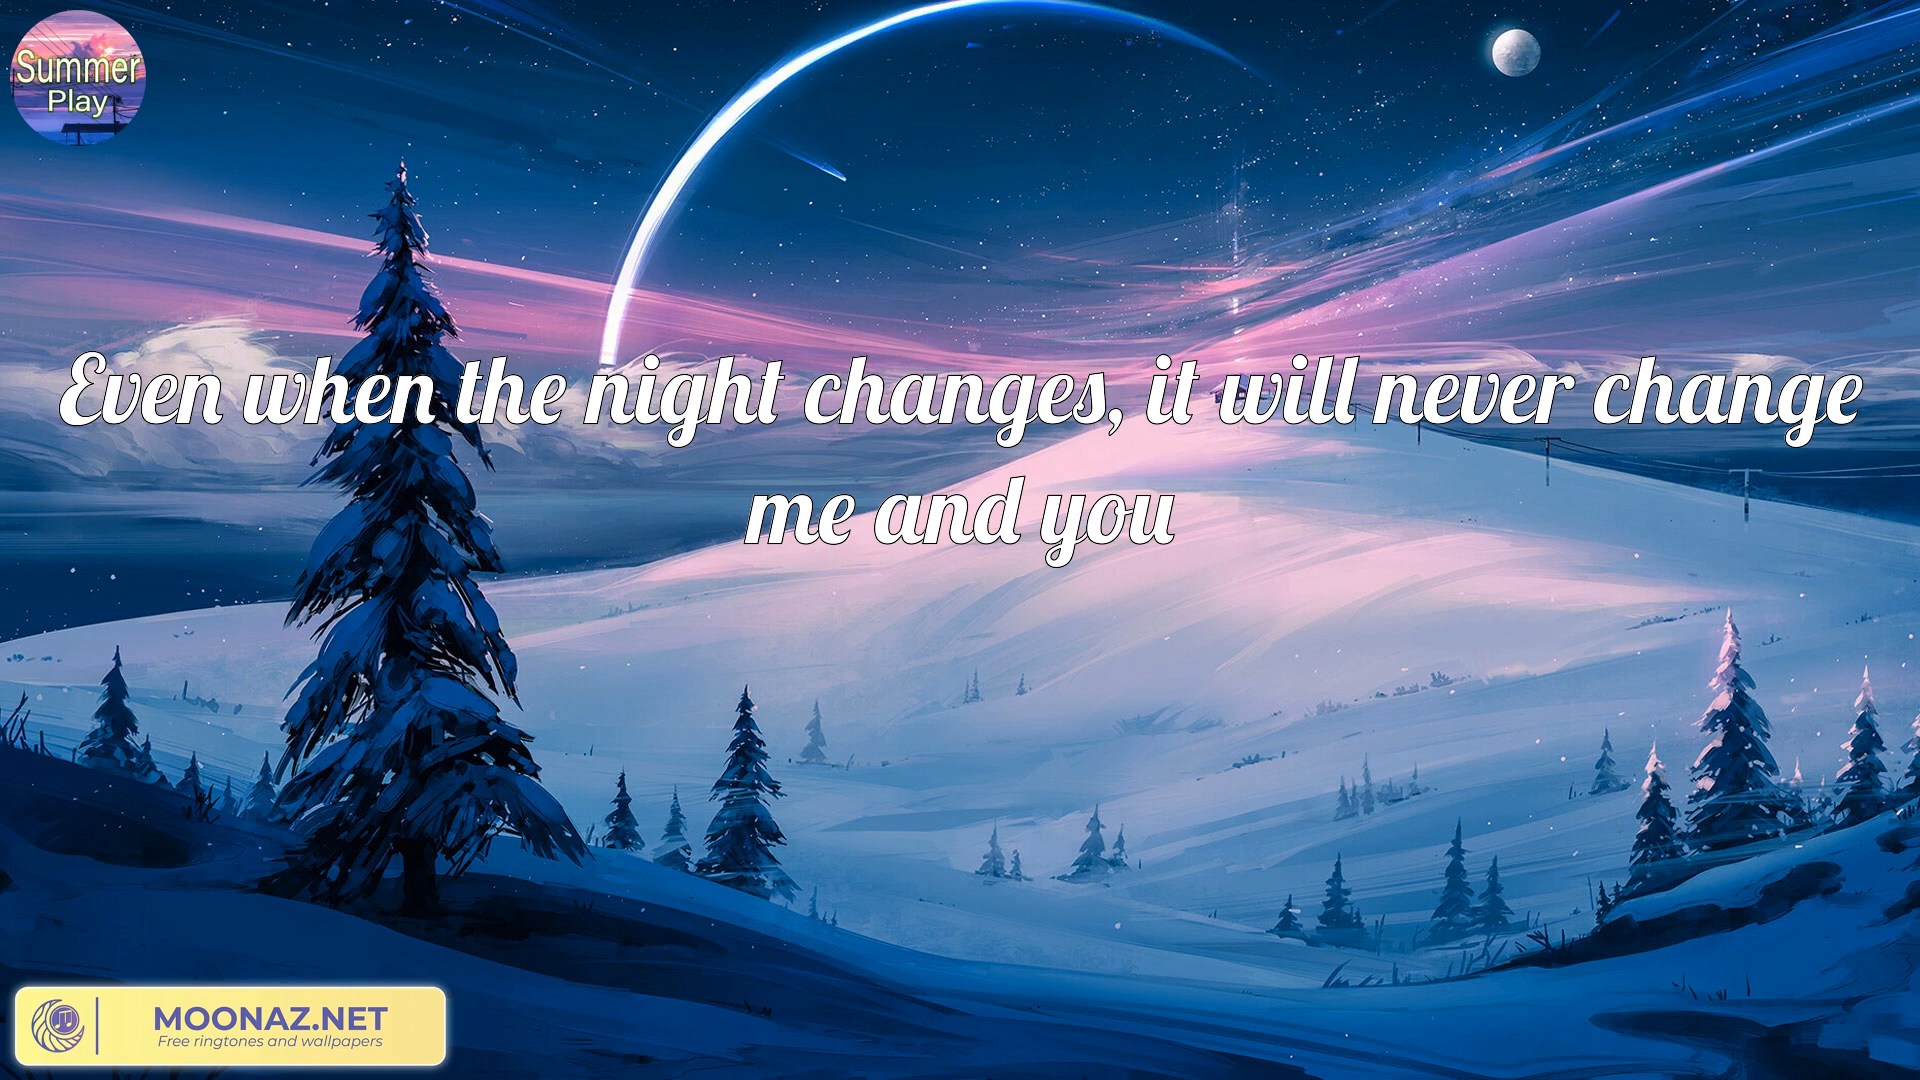 Summer
Play
Even when the night changes, it will never change
me and you
MOONAZ.NET
Free ringtones and wallpapers